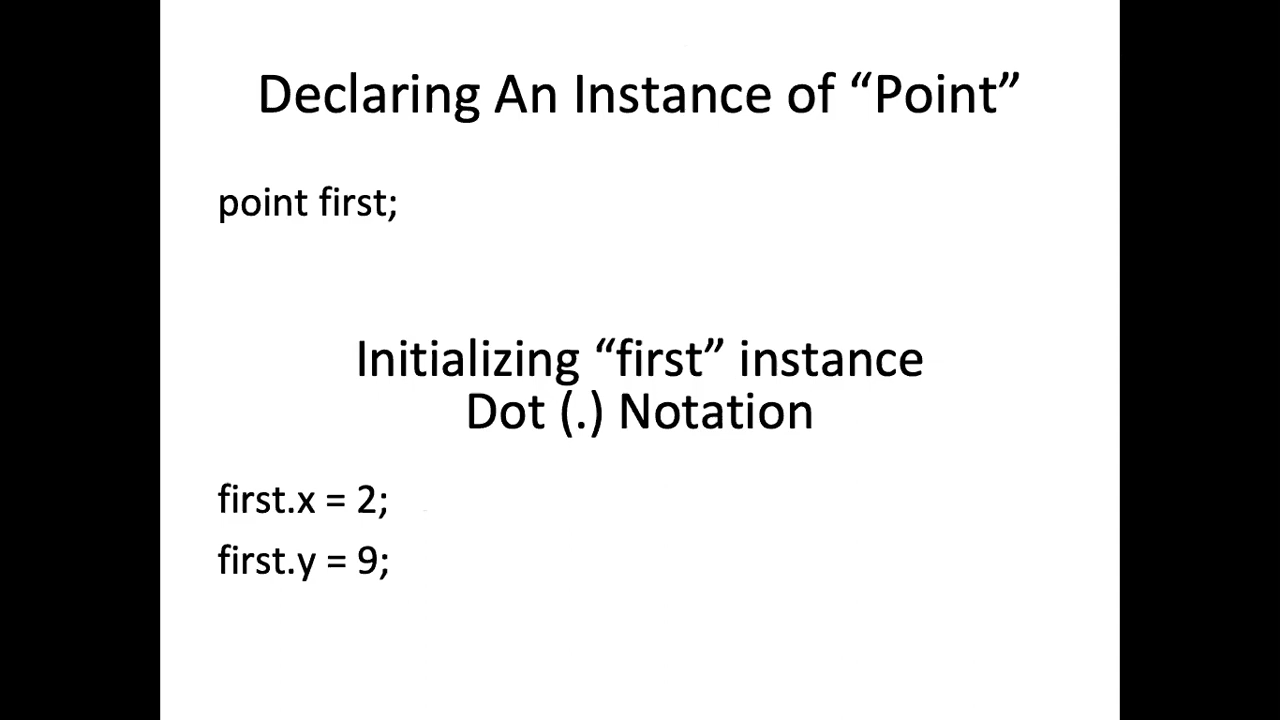 Declaring An Instance of “Point”
point first;
Initializing “first” instance
Dot (.) Notation
first.x = 2;
first.y = 9;